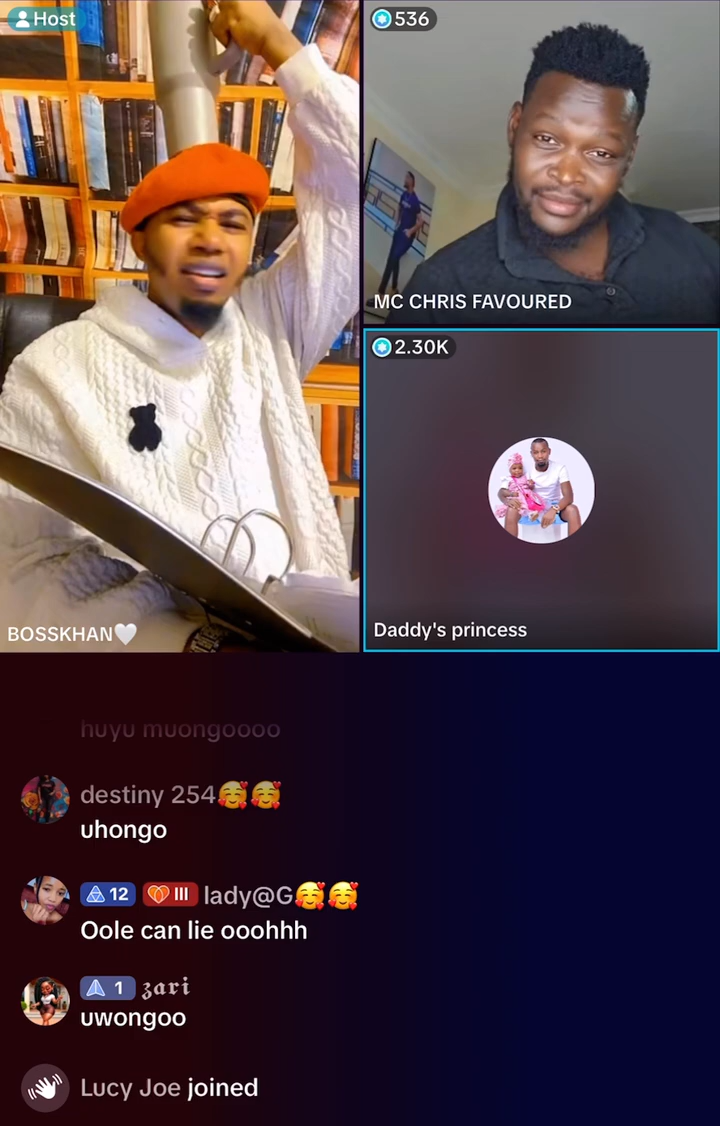 Host
536
MC CHRIS FAVOURED
2.30K
BOSSKHAN🤍
Daddy's princess
huyu muongoooo
destiny 254🥰🥰
uhongo
12 III lady@G🥰🥰
Oole can lie ooohhh
1 𝖟𝖆𝖗𝖎
uwongoo
Lucy Joe joined